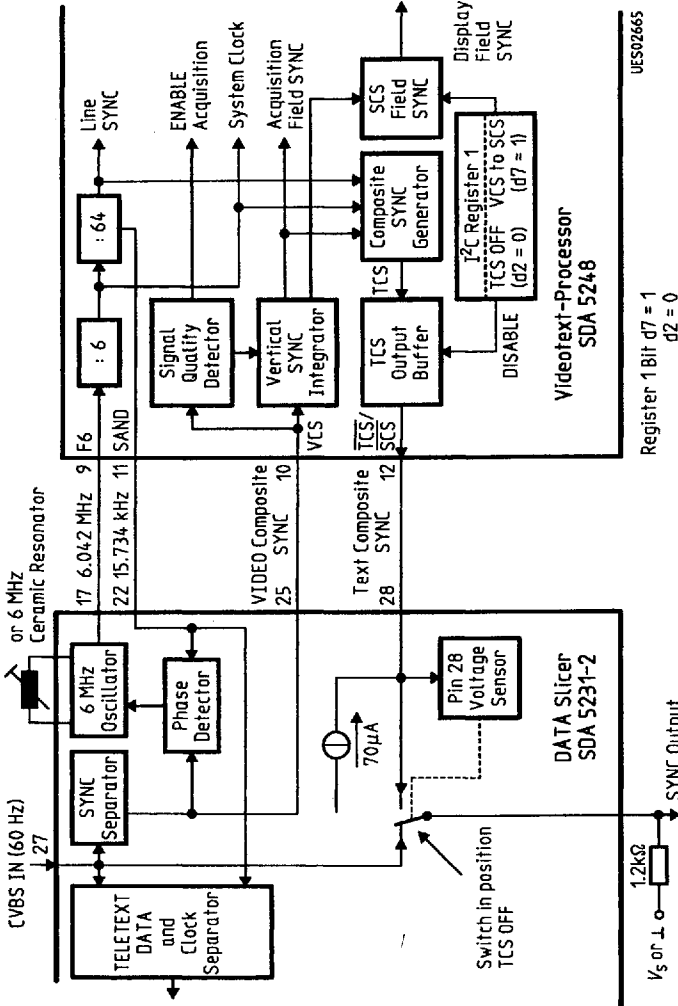 CVBS IN (60 Hz)
27
or 6 MHz
Ceramic Resonator
TELETEXT
DATA
and
Clock
Separator
SYNC
Separator
6 MHz
Oscillator
Phase
Detector
17 6.042 MHz 9 F6
22 15.734 kHz 11 SAND
VIDEO Composite
25 SYNC 10
VCS
Text Composite
28 SYNC 12
TCS/
SCS
70µA
Pin 28
Voltage
Sensor
Switch in position
TCS OFF
DATA Slicer
SDA 5231-2
1.2kΩ
Vs or ⊥
SYNC Output
: 6
: 64
Line
SYNC
Signal
Quality
Detector
ENABLE
Acquisition
System Clock
Vertical
SYNC
Integrator
Acquisition
Field SYNC
TCS
Output
Buffer
TCS
Composite
SYNC
Generator
SCS
Field
SYNC
Display
Field
SYNC
DISABLE
I²C Register 1
TCS OFF VCS to SCS
(d2 = 0) (d7 = 1)
Videotext-Processor
SDA 5248
Register 1 Bit d7 = 1
d2 = 0
UES02665